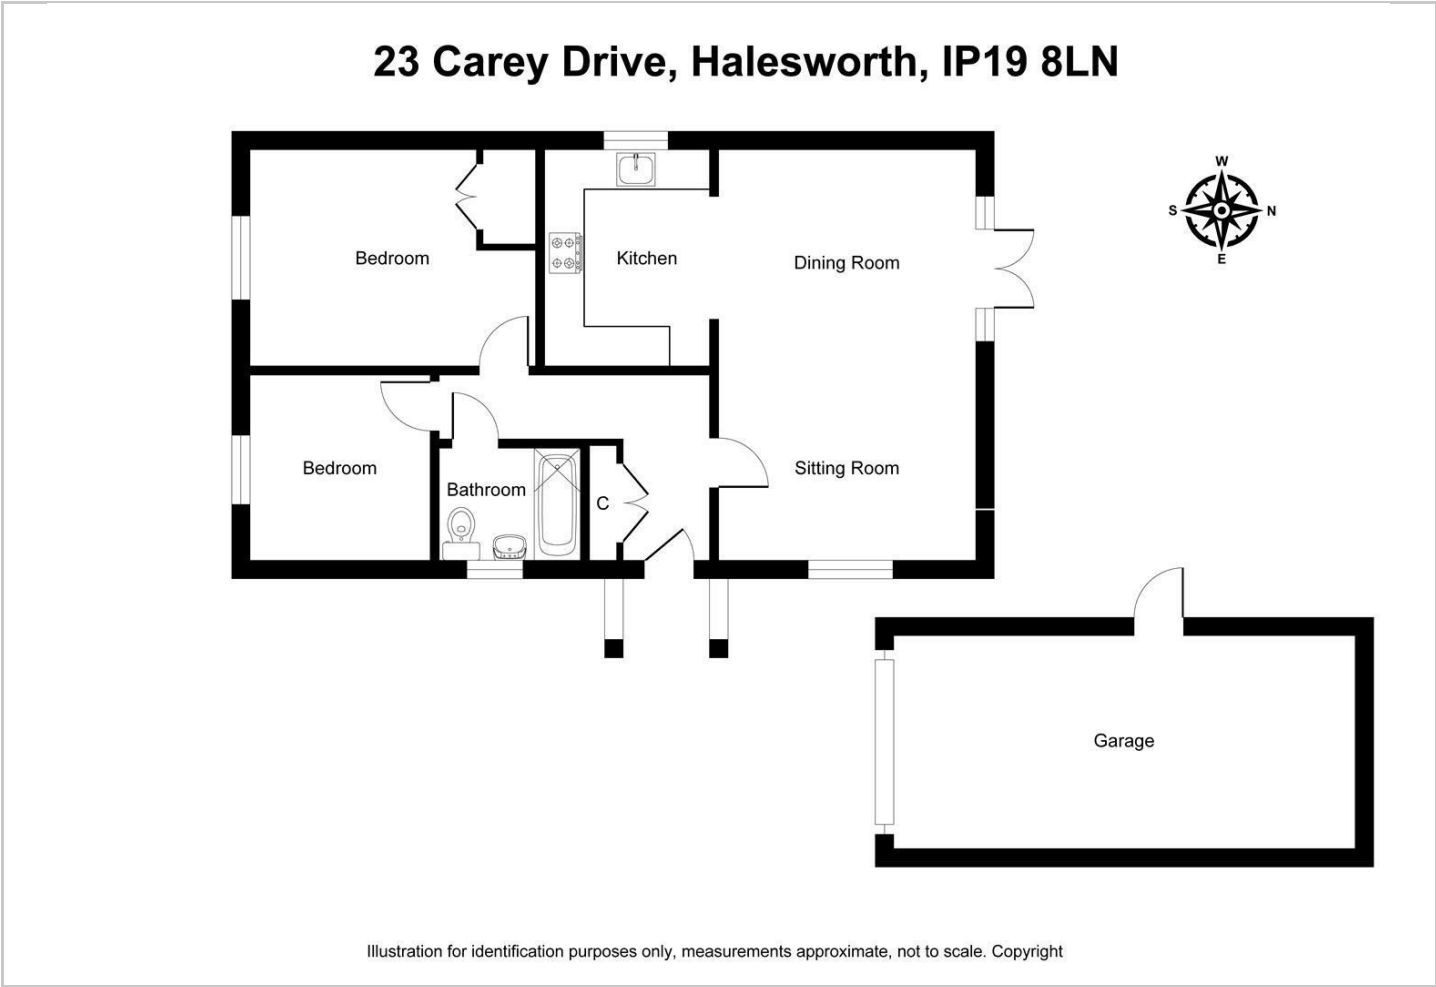 23 Carey Drive, Halesworth, IP19 8LN
W
S
N
E
Bedroom
Kitchen
Dining Room
Bedroom
Bathroom
C
Sitting Room
Garage
Illustration for identification purposes only, measurements approximate, not to scale. Copyright